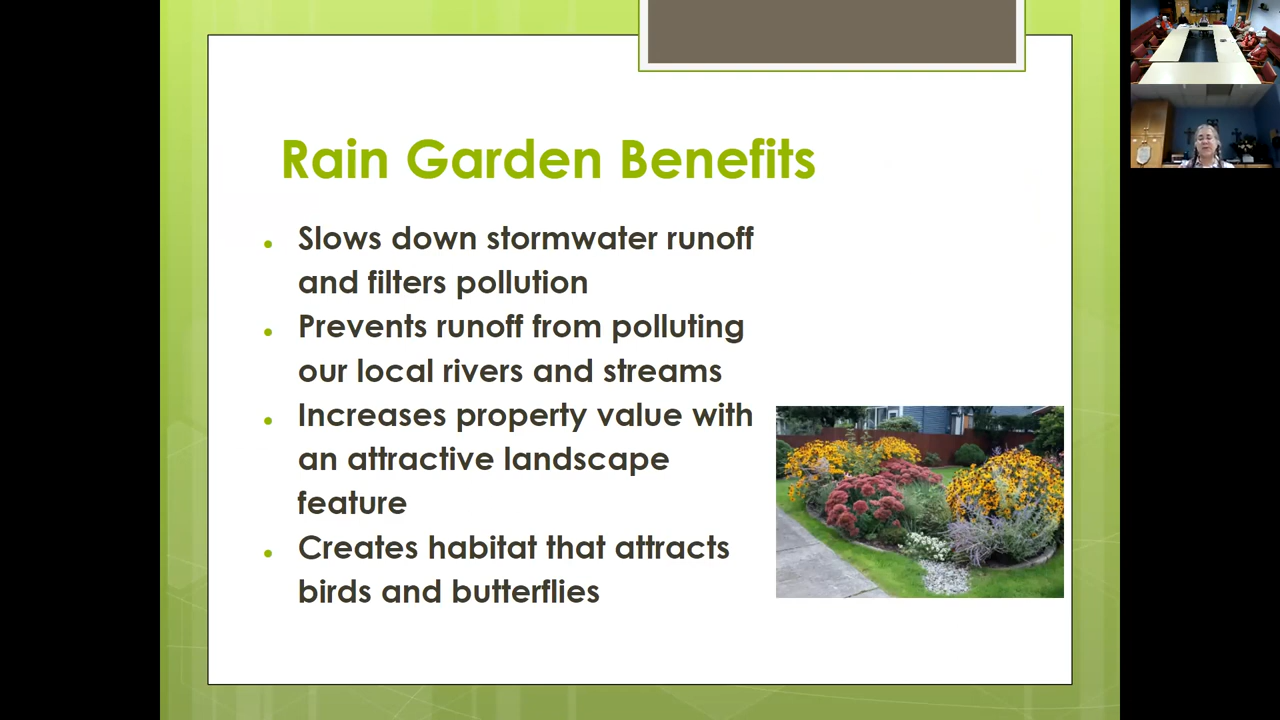 Rain Garden Benefits
• Slows down stormwater runoff
and filters pollution
• Prevents runoff from polluting
our local rivers and streams
• Increases property value with
an attractive landscape
feature
• Creates habitat that attracts
birds and butterflies